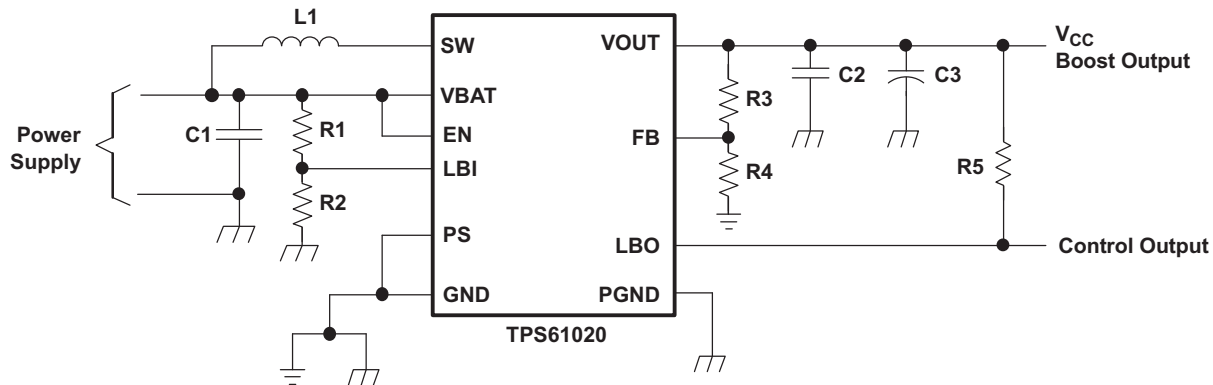 L1
SW
VOUT
V_CC
Boost Output
C2
C3
R3
VBAT
Power
Supply
C1
R1
EN
FB
LBI
R4
R5
R2
PS
LBO
Control Output
GND
PGND
TPS61020